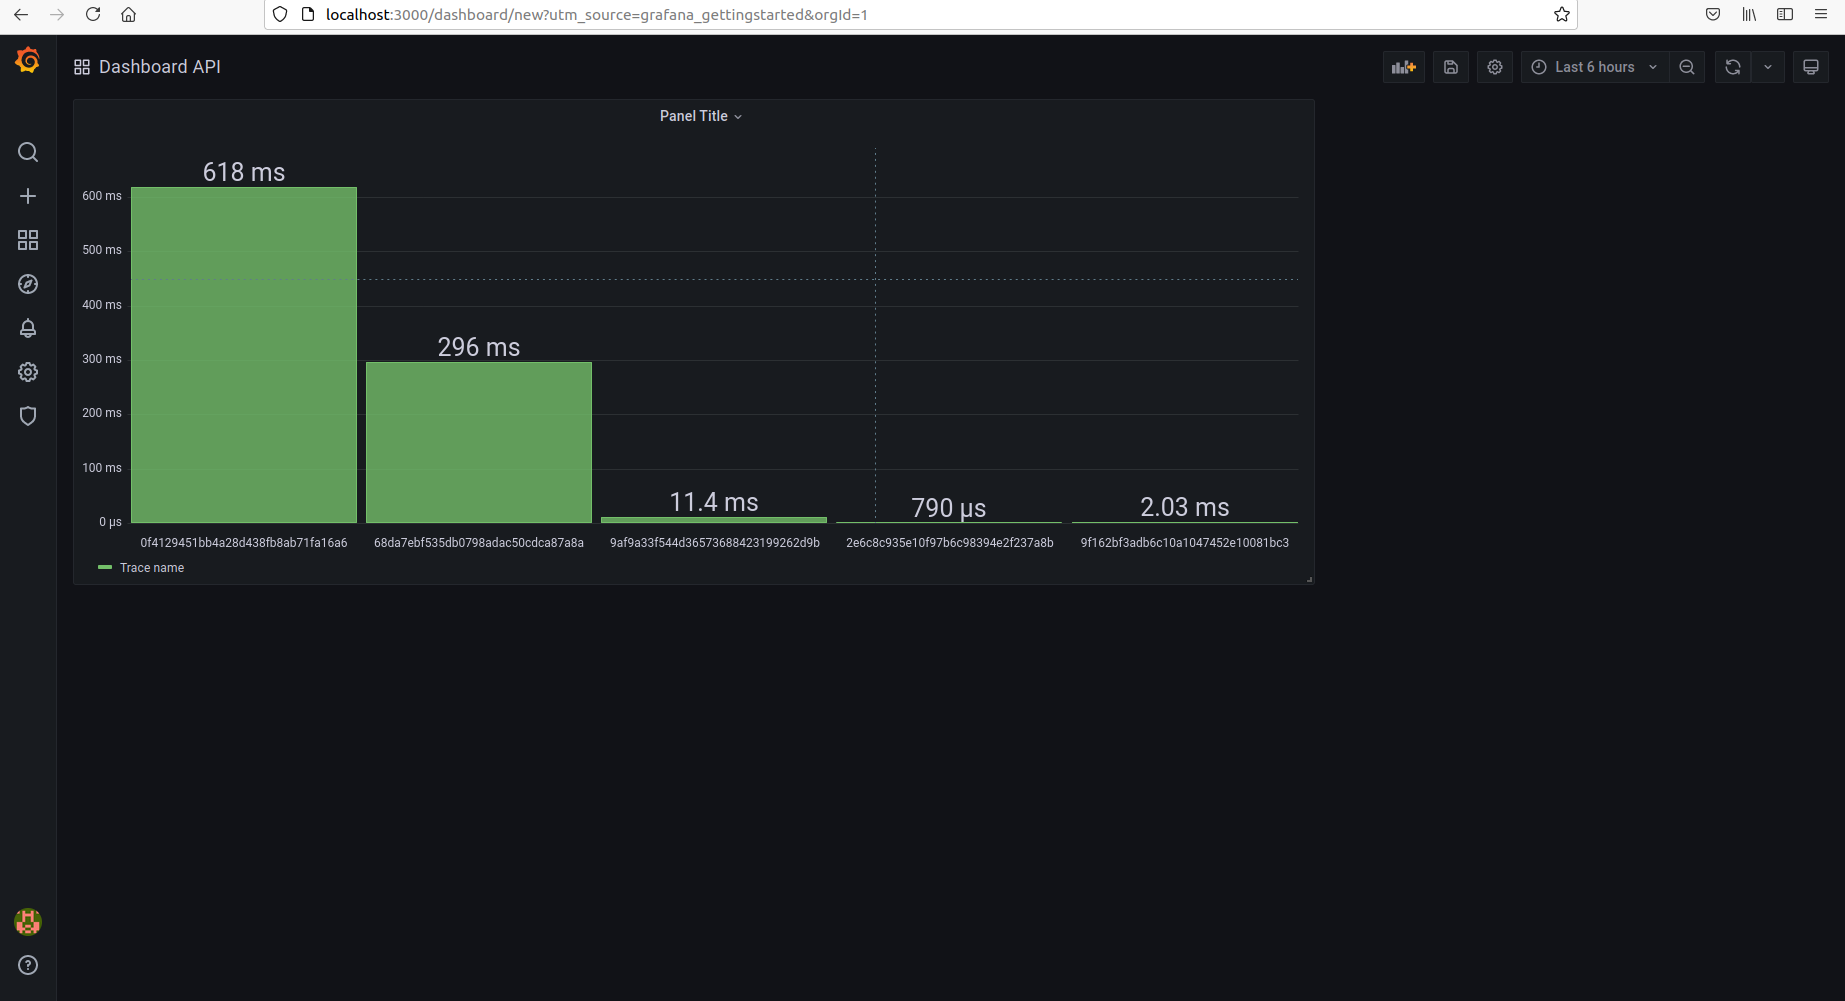 localhost:3000/dashboard/new?utm_source=grafana_gettingstarted&orgId=1
Dashboard API
Last 6 hours
Panel Title
618 ms
600 ms
500 ms
400 ms
296 ms
300 ms
200 ms
100 ms
11.4 ms
790 µs
2.03 ms
0 µs
0f4129451bb4a28d438fb8ab71fa16a6 68da7ebf535db0798adac50cdca87a8a 9af9a33f544d36573688423199262d9b 2e6c8c935e10f97b6c98394e2f237a8b 9f162bf3adb6c10a1047452e10081bc3
Trace name